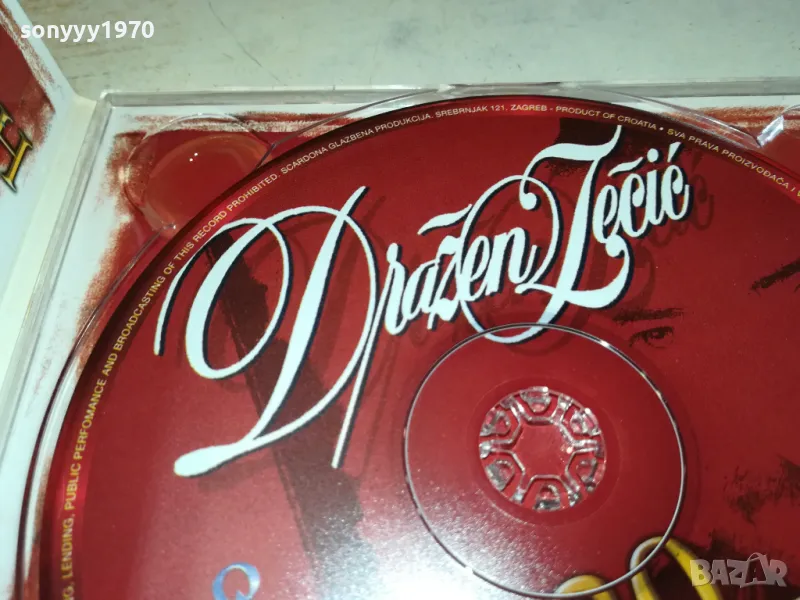 sonyyy1970
Dražen Zečić
G, LENDING, PUBLIC PERFOMANCE AND BROADCASTING OF THIS RECORD PROHIBITED. SCARDONA GLAZBENA PRODUKCIJA. SREBRNJAK 121. ZAGREB - PRODUCT OF CROATIA • SVA PRAVA PROIZVOĐAČA I
BAZAR
bg